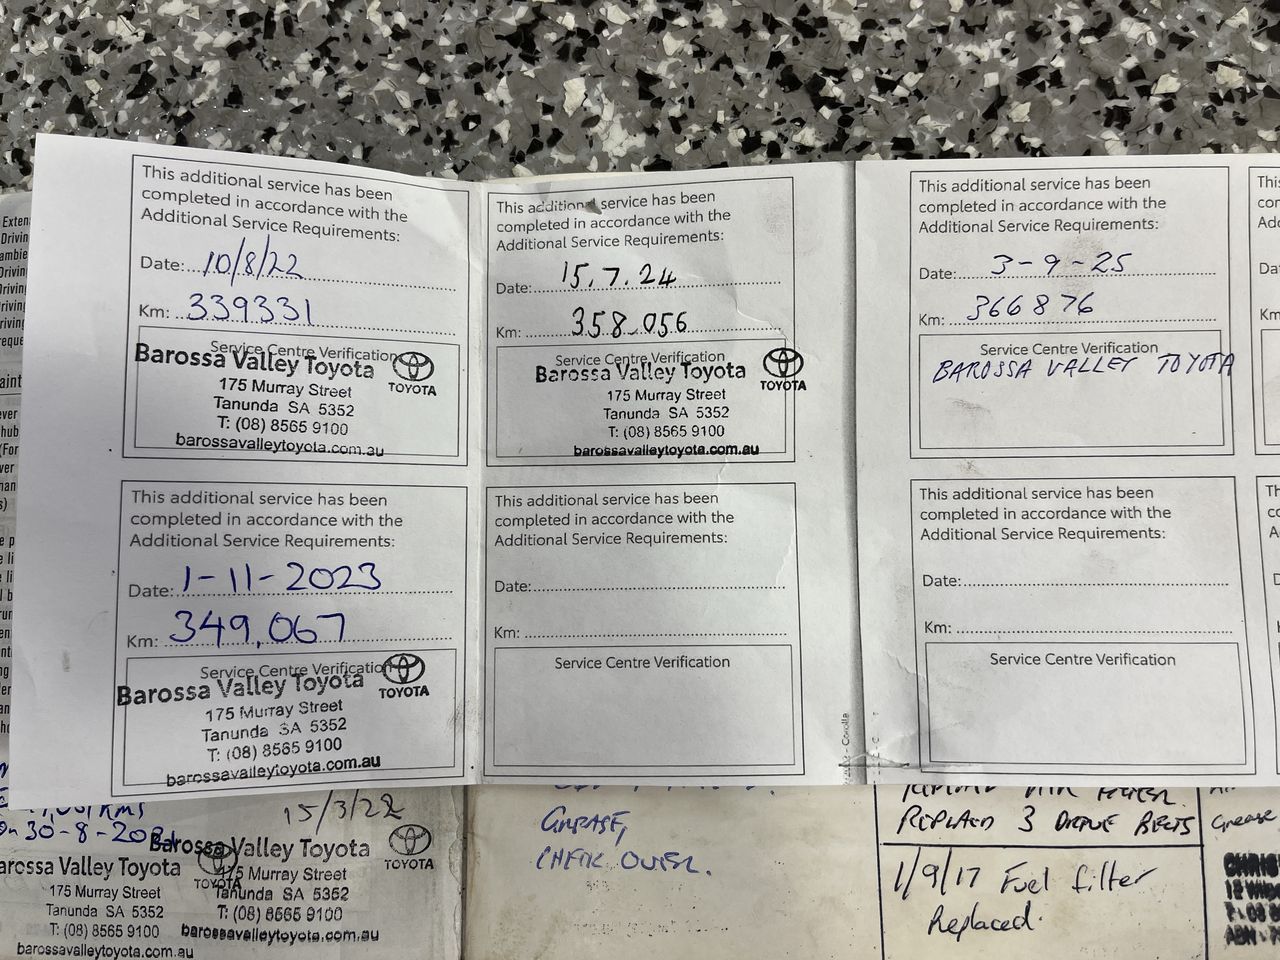 This additional service has been
completed in accordance with the
Additional Service Requirements:
Date: 10/8/22
Km: 339331
Service Centre Verification
Barossa Valley Toyota
TOYOTA
175 Murray Street
Tanunda SA 5352
T: (08) 8565 9100
barossavalleytoyota.com.au
This additional service has been
completed in accordance with the
Additional Service Requirements:
Date: 1-11-2023
Km: 349,067
Service Centre Verification
Barossa Valley Toyota
TOYOTA
175 Murray Street
Tanunda SA 5352
T: (08) 8565 9100
barossavalleytoyota.com.au
This additional service has been
completed in accordance with the
Additional Service Requirements:
Date: 15.7.24
Km: 358.056
Service Centre Verification
Barossa Valley Toyota
TOYOTA
175 Murray Street
Tanunda SA 5352
T: (08) 8565 9100
barossavalleytoyota.com.au
This additional service has been
completed in accordance with the
Additional Service Requirements:
Date:
Km:
Service Centre Verification
This additional service has been
completed in accordance with the
Additional Service Requirements:
Date: 3-9-25
Km: 366876
Service Centre Verification
BAROSSA VALLEY TOYOTA
This additional service has been
completed in accordance with the
Additional Service Requirements:
Date:
Km:
Service Centre Verification
Corolla
15/3/22
Barossa Valley Toyota
TOYOTA
175 Murray Street
Tanunda SA 5352
T: (08) 8565 9100
barossavalleytoyota.com.au
30-8-2021
arossa Valley Toyota
TOYOTA
175 Murray Street
Tanunda SA 5352
T: (08) 8565 9100
barossavalleytoyota.com.au
GREASE,
CHECK OVER.
REPLACED 3 DRIVE BELTS
1/9/17 Fuel filter
Replaced.
Grease